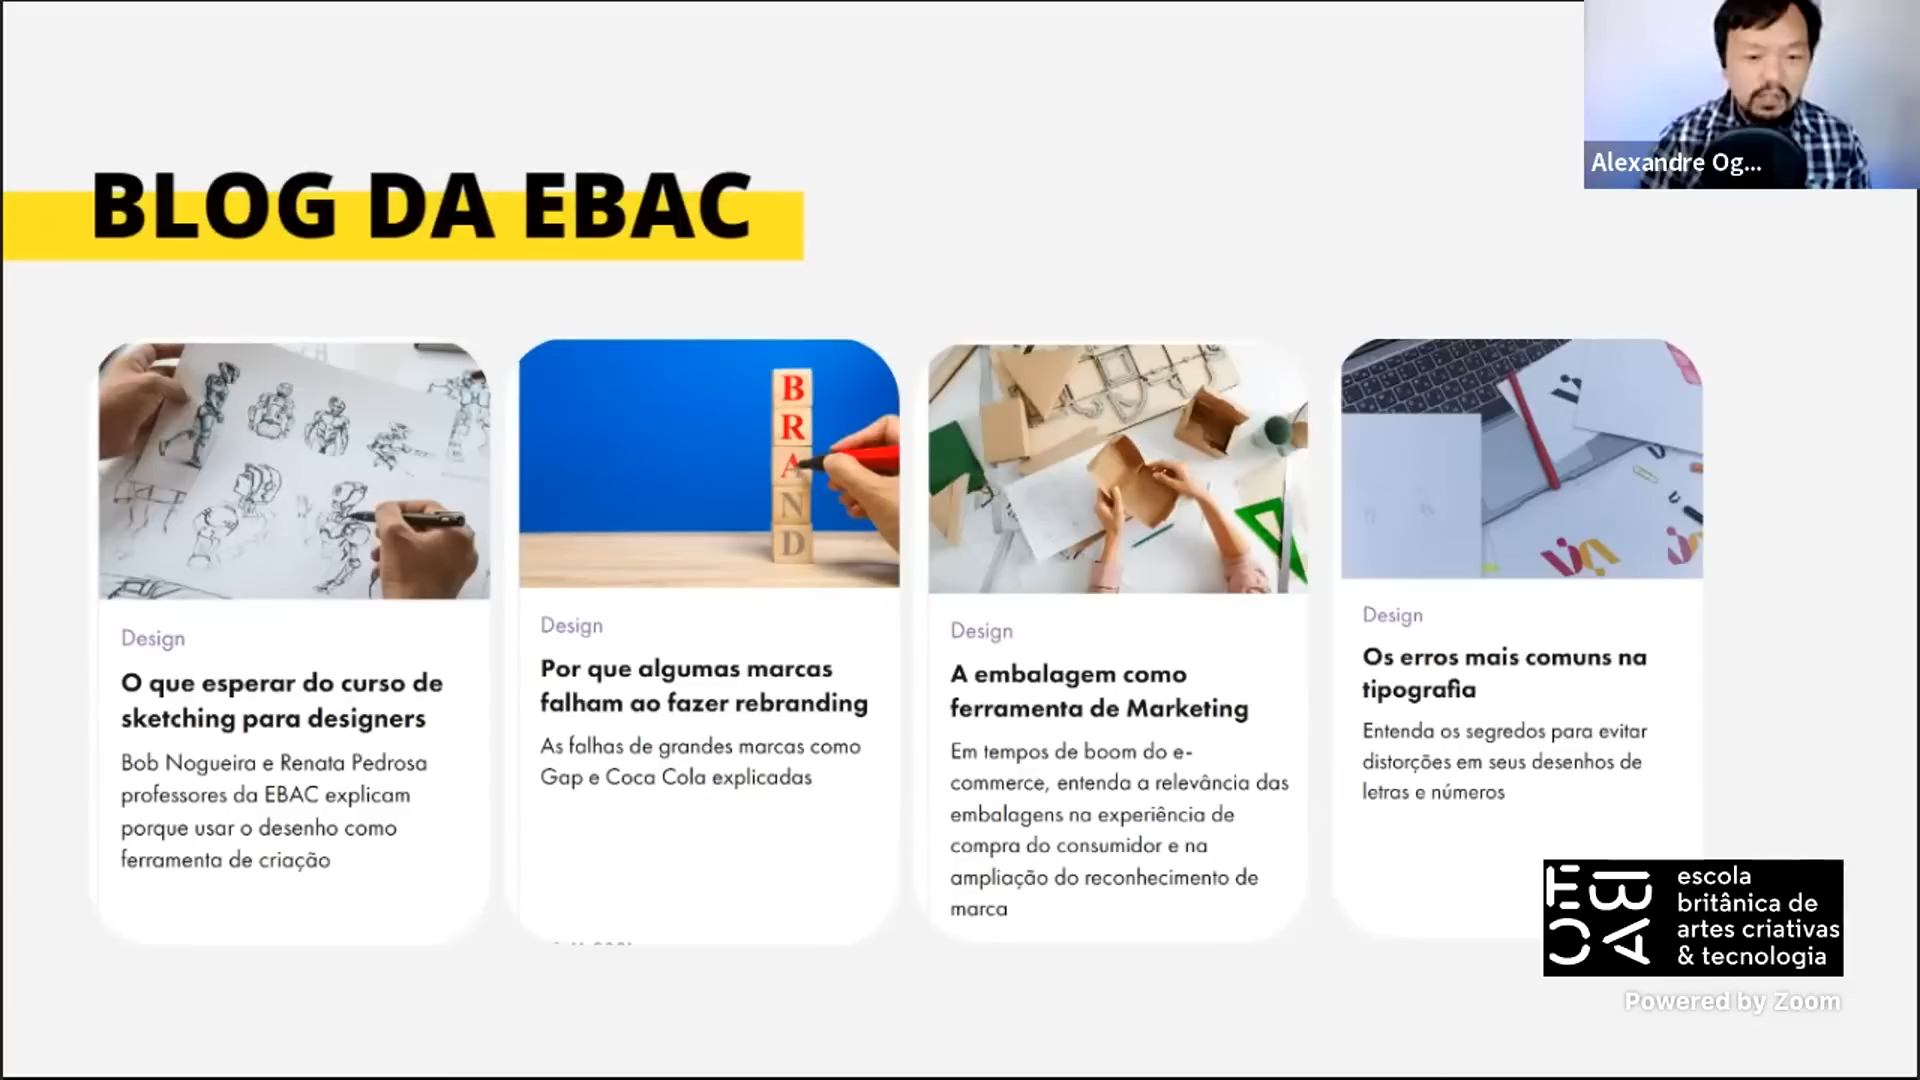 Alexandre Og...
BLOG DA EBAC
B
R
A
N
D
Design
O que esperar do curso de
sketching para designers
Bob Nogueira e Renata Pedrosa
professores da EBAC explicam
porque usar o desenho como
ferramenta de criação
Design
Por que algumas marcas
falham ao fazer rebranding
As falhas de grandes marcas como
Gap e Coca Cola explicadas
Design
A embalagem como
ferramenta de Marketing
Em tempos de boom do e-
commerce, entenda a relevância das
embalagens na experiência de
compra do consumidor e na
ampliação do reconhecimento de
marca
Design
Os erros mais comuns na
tipografia
Entenda os segredos para evitar
distorções em seus desenhos de
letras e números
EBAC
escola
britânica de
artes criativas
& tecnologia
Powered by Zoom